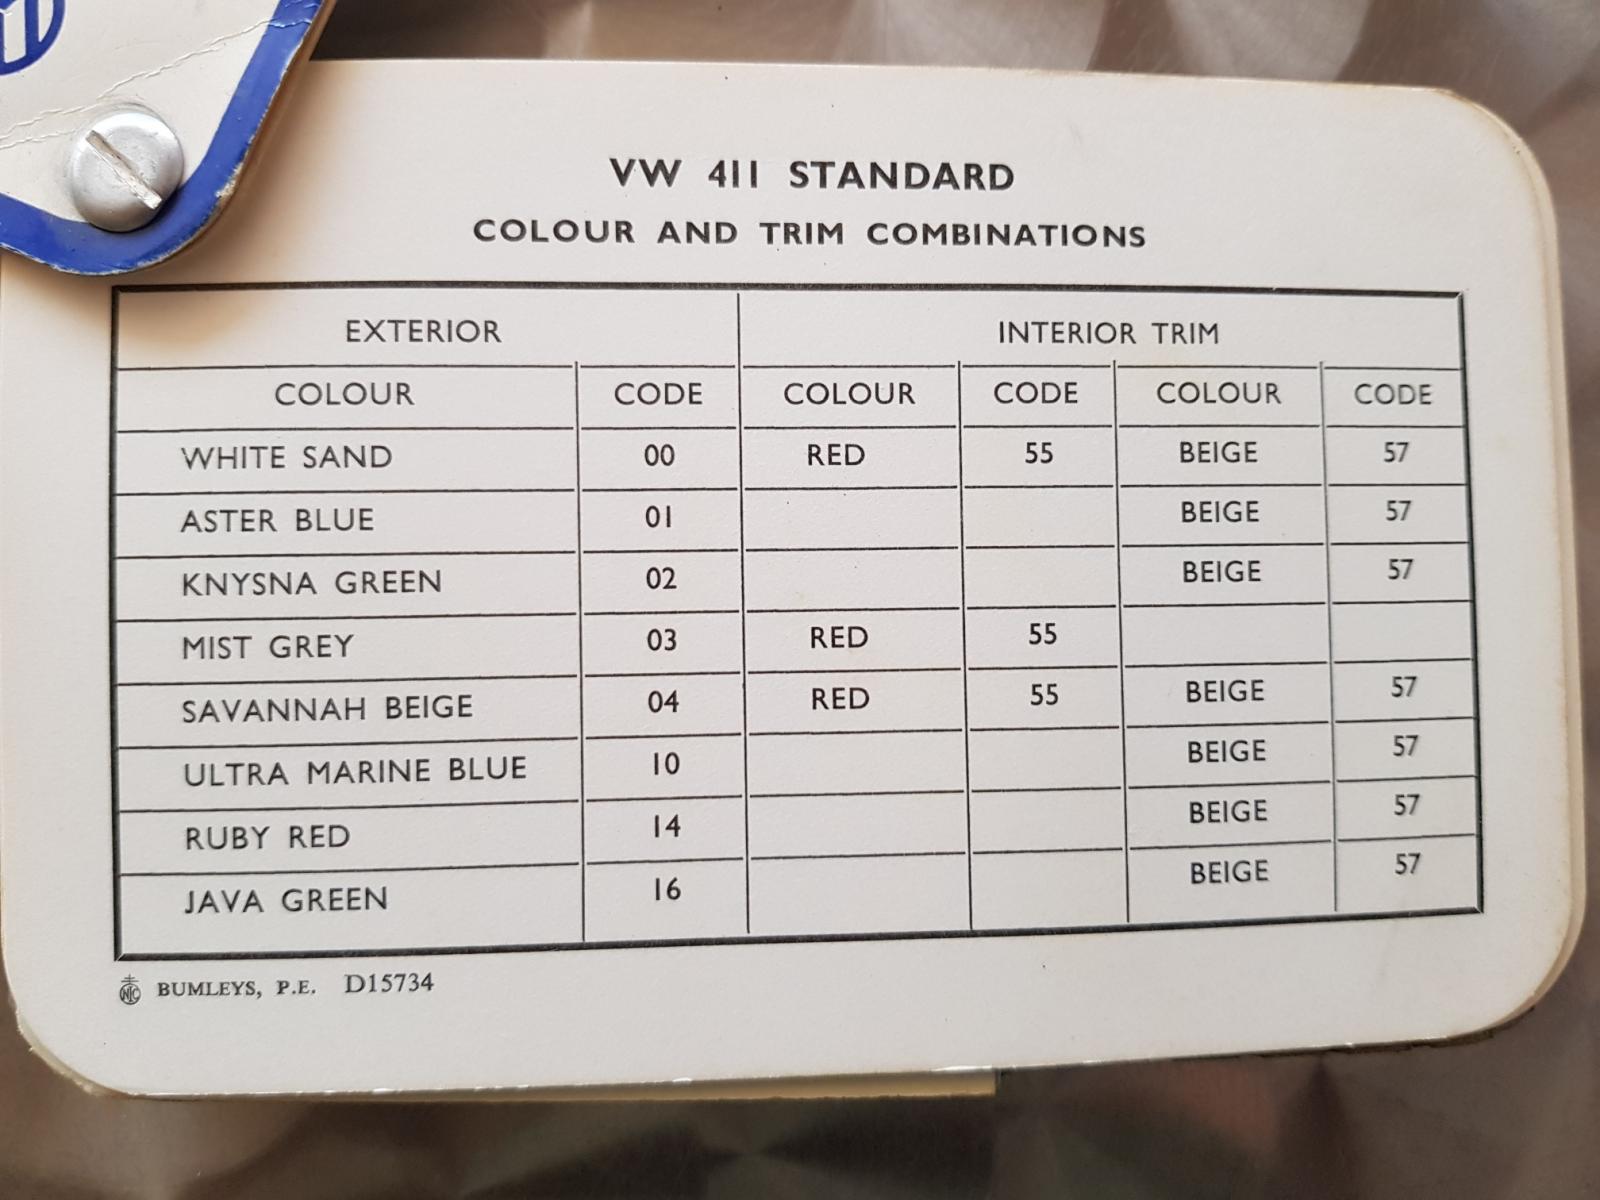 VW 411 STANDARD
COLOUR AND TRIM COMBINATIONS
EXTERIOR INTERIOR TRIM
COLOUR CODE COLOUR CODE COLOUR CODE
WHITE SAND 00 RED 55 BEIGE 57
ASTER BLUE 01 BEIGE 57
KNYSNA GREEN 02 BEIGE 57
MIST GREY 03 RED 55
SAVANNAH BEIGE 04 RED 55 BEIGE 57
ULTRA MARINE BLUE 10 BEIGE 57
RUBY RED 14 BEIGE 57
JAVA GREEN 16 BEIGE 57
BUMLEYS, P.E. D15734